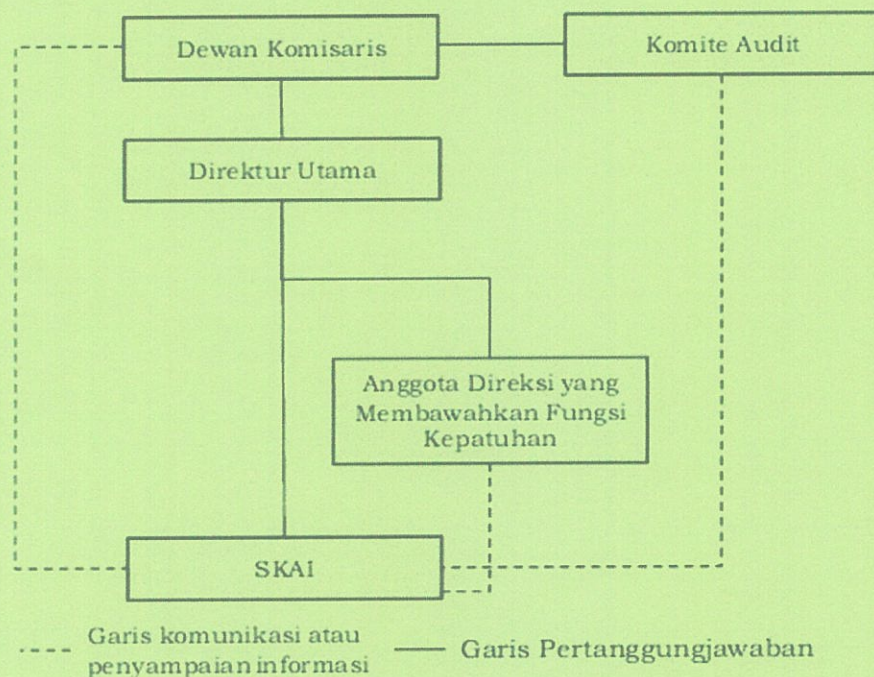 Dewan Komisaris
Komite Audit
Direktur Utama
Anggota Direksi yang
Membawahkan Fungsi
Kepatuhan
SKAI
Garis komunikasi atau
penyampaian informasi
Garis Pertanggungjawaban